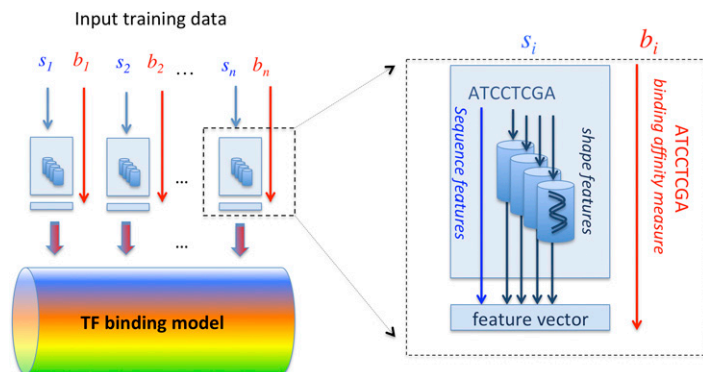 Input training data
s1 b1 s2 b2 ... sn bn
...
...
TF binding model
si bi
ATCCTCGA
Sequence features
shape features
binding affinity measure
ATCCTCGA
feature vector